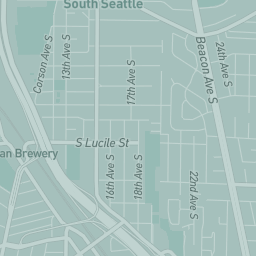 South Seattle
Corson Ave S
13th Ave S
17th Ave S
Beacon Ave S
24th Ave S
S Lucile St
an Brewery
16th Ave S
18th Ave S
22nd Ave S